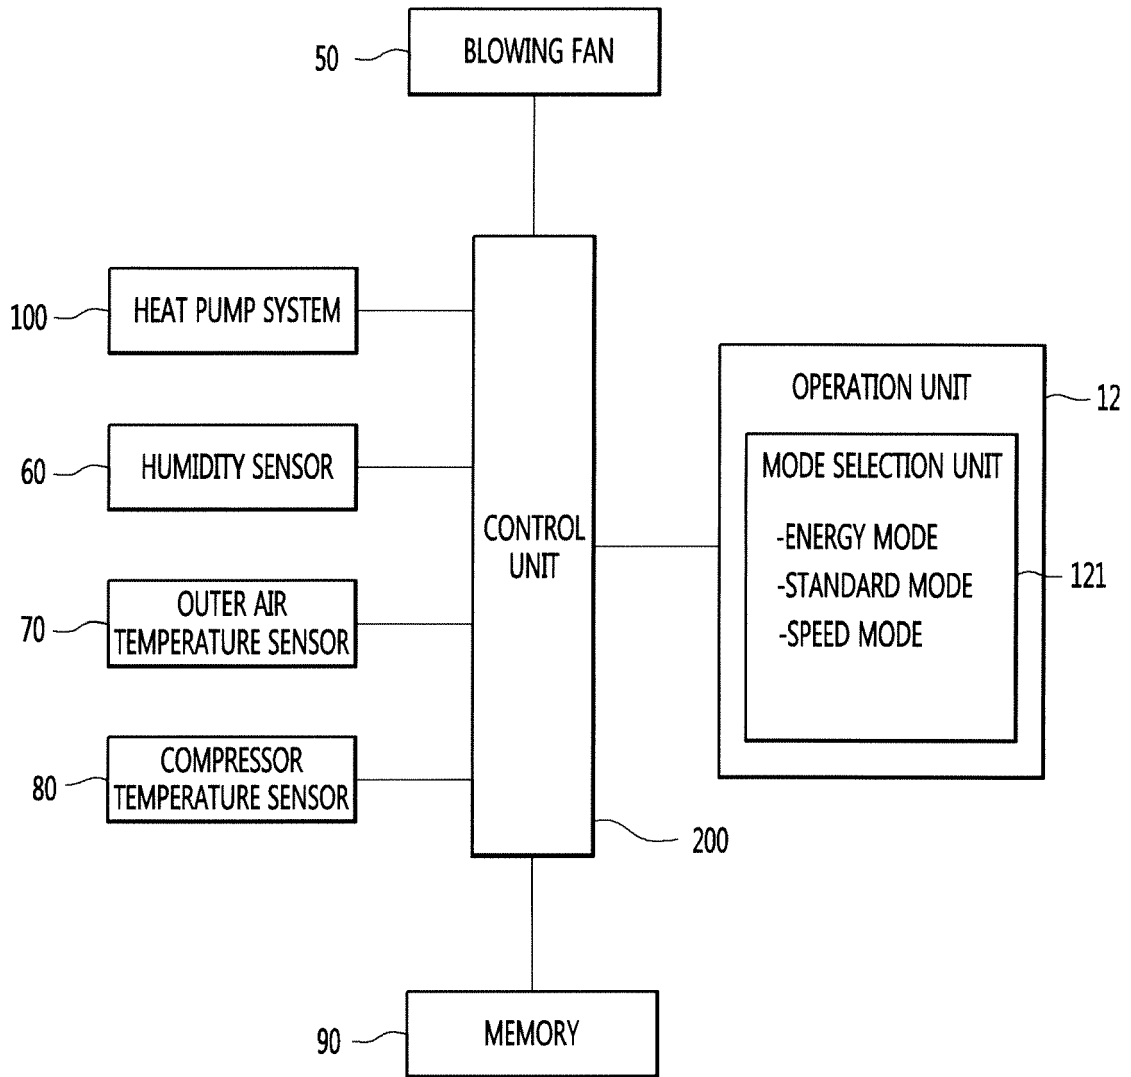 BLOWING FAN
50
HEAT PUMP SYSTEM
100
OPERATION UNIT
12
HUMIDITY SENSOR
60
MODE SELECTION UNIT
-ENERGY MODE
-STANDARD MODE
-SPEED MODE
121
CONTROL
UNIT
OUTER AIR
TEMPERATURE SENSOR
70
COMPRESSOR
TEMPERATURE SENSOR
80
200
MEMORY
90